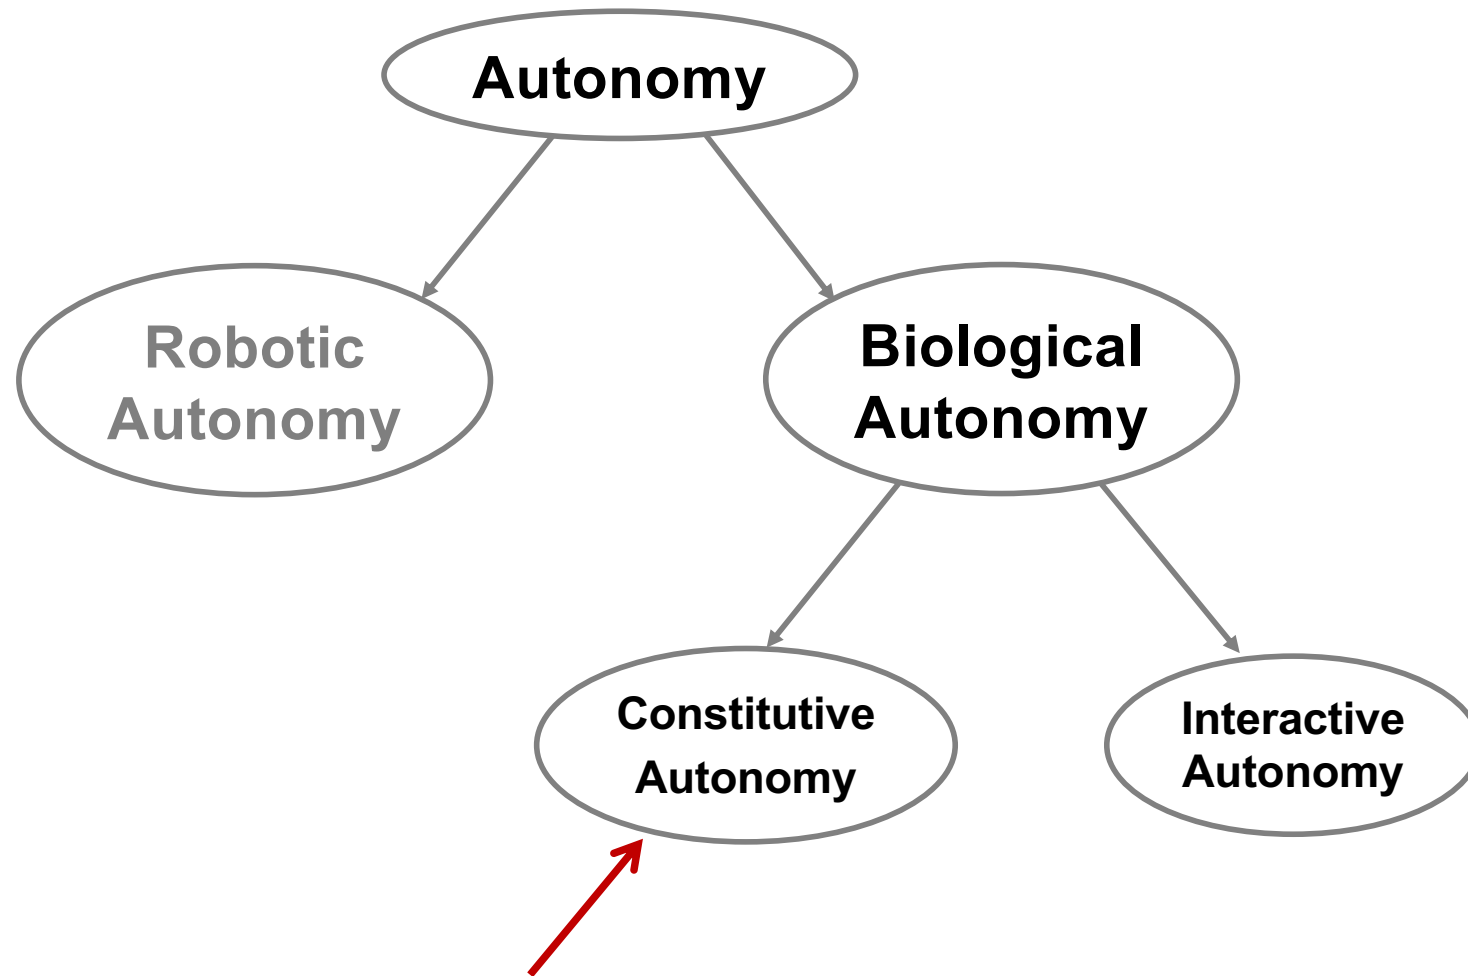 Autonomy
Robotic
Autonomy
Biological
Autonomy
Constitutive
Autonomy
Interactive
Autonomy